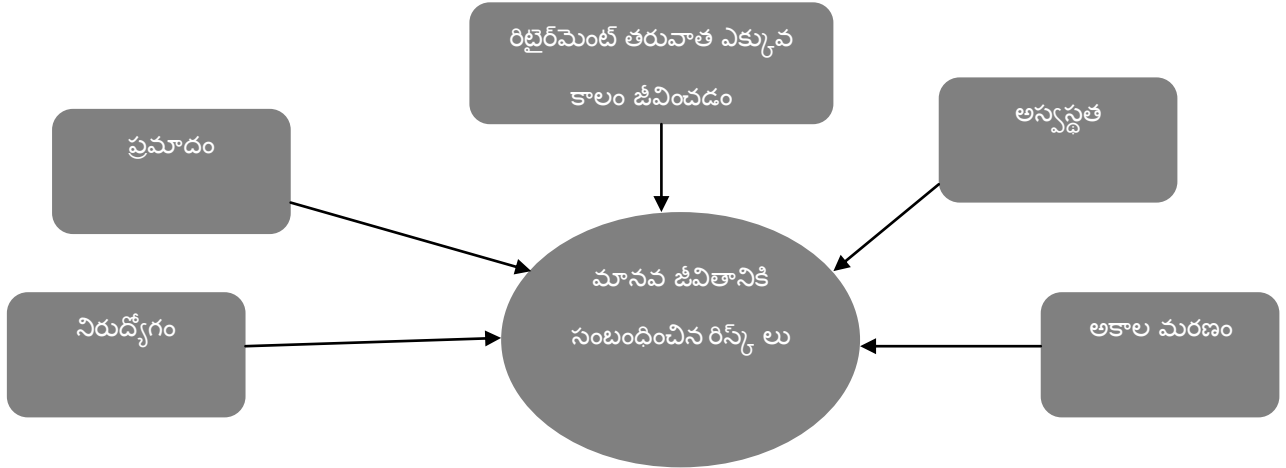 రిటైర్‌మెంట్ తరువాత ఎక్కువ
కాలం జీవించడం
అస్వస్థత
ప్రమాదం
మానవ జీవితానికి
సంబంధించిన రిస్క్ లు
నిరుద్యోగం
అకాల మరణం